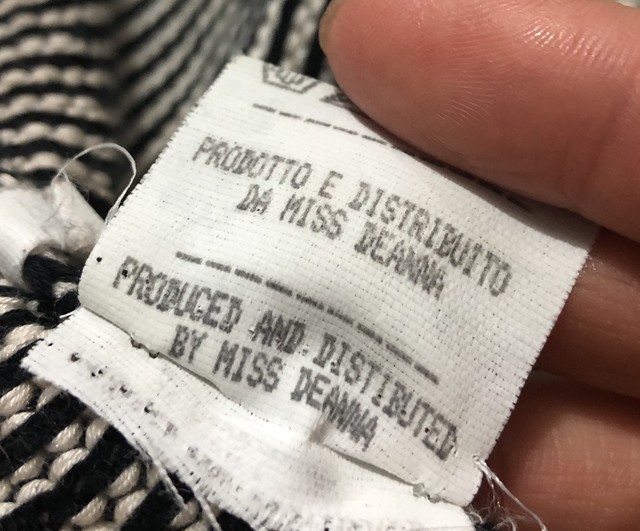 PRODOTTO E DISTRIBUITO
DA MISS DEANNA
PRODUCED AND DISTIBUTED
BY MISS DEANNA